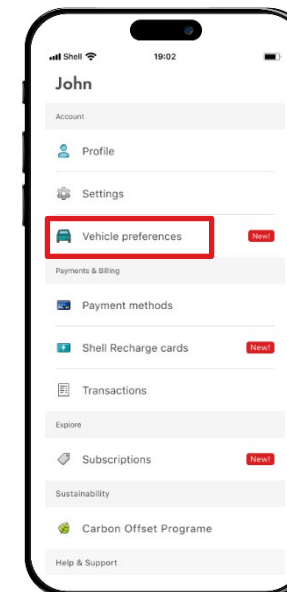 Shell 19:02
John
Account
Profile
Settings
Vehicle preferences New!
Payments & Billing
Payment methods
Shell Recharge cards New!
Transactions
Explore
Subscriptions New!
Sustainability
Carbon Offset Programe
Help & Support